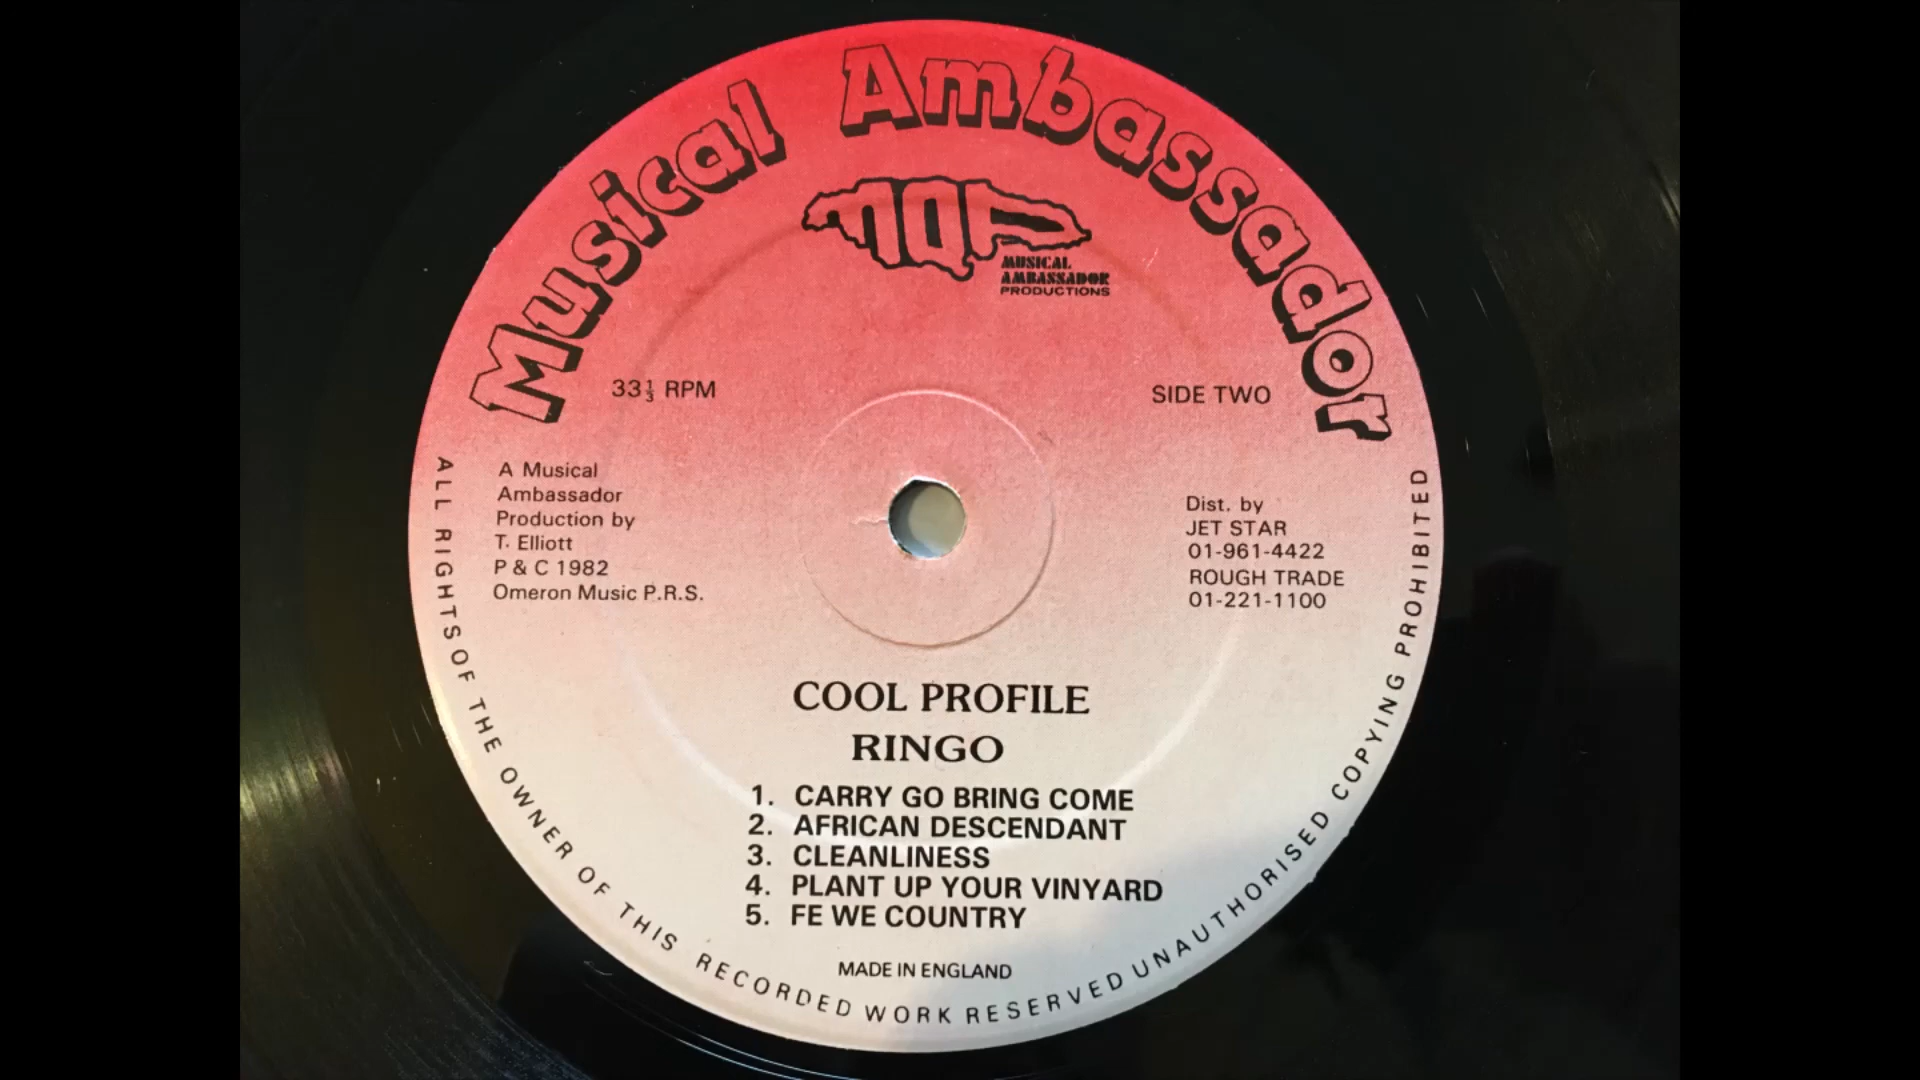 Musical Ambassador
MAP
MUSICAL
AMBASSADOR
PRODUCTIONS
33⅓ RPM
SIDE TWO
A Musical
Ambassador
Production by
T. Elliott
P & C 1982
Omeron Music P.R.S.
Dist. by
JET STAR
01-961-4422
ROUGH TRADE
01-221-1100
COOL PROFILE
RINGO
1. CARRY GO BRING COME
2. AFRICAN DESCENDANT
3. CLEANLINESS
4. PLANT UP YOUR VINYARD
5. FE WE COUNTRY
MADE IN ENGLAND
ALL RIGHTS OF THE OWNER OF THIS RECORDED WORK RESERVED UNAUTHORISED COPYING PROHIBITED